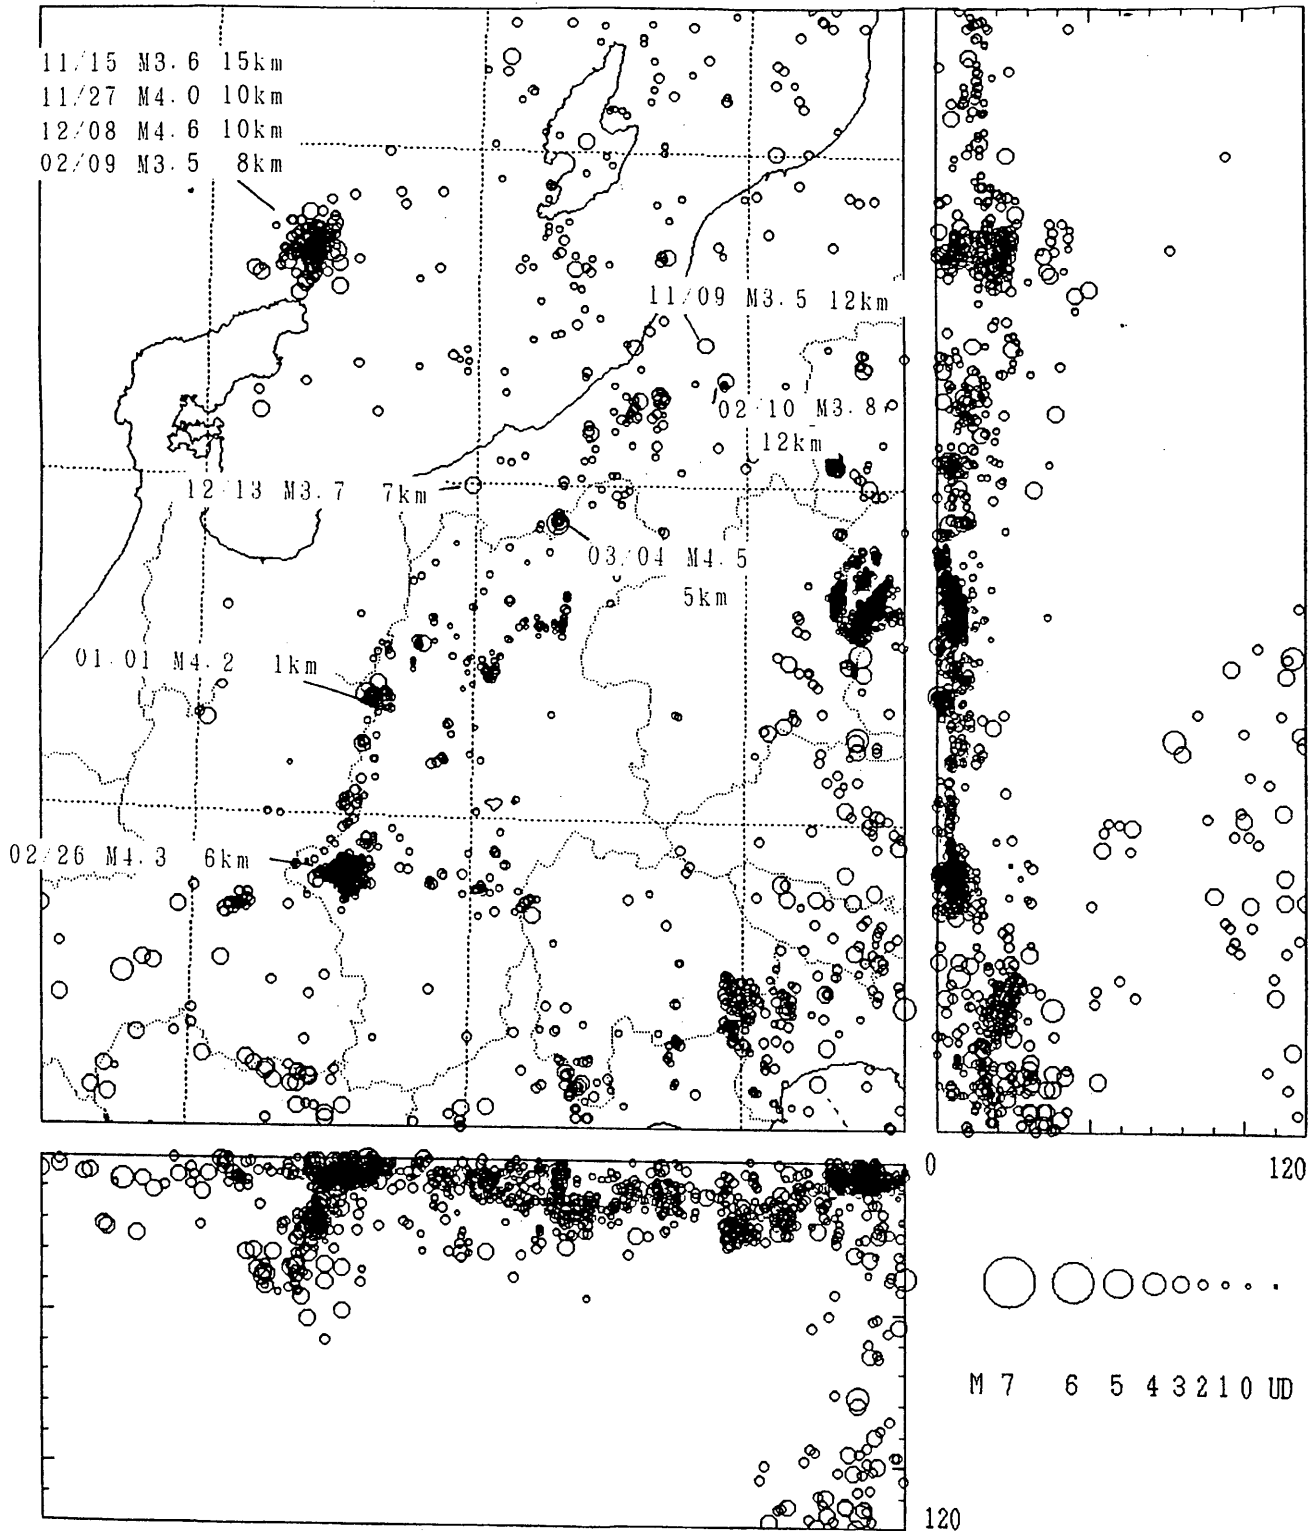 11/15 M3.6 15km
11/27 M4.0 10km
12/08 M4.6 10km
02/09 M3.5 8km
11/09 M3.5 12km
02/10 M3.8
12km
12/13 M3.7 7km
03/04 M4.5
5km
01/01 M4.2 1km
02/26 M4.3 6km
0 120
120
M 7 6 5 4 3 2 1 0 UD